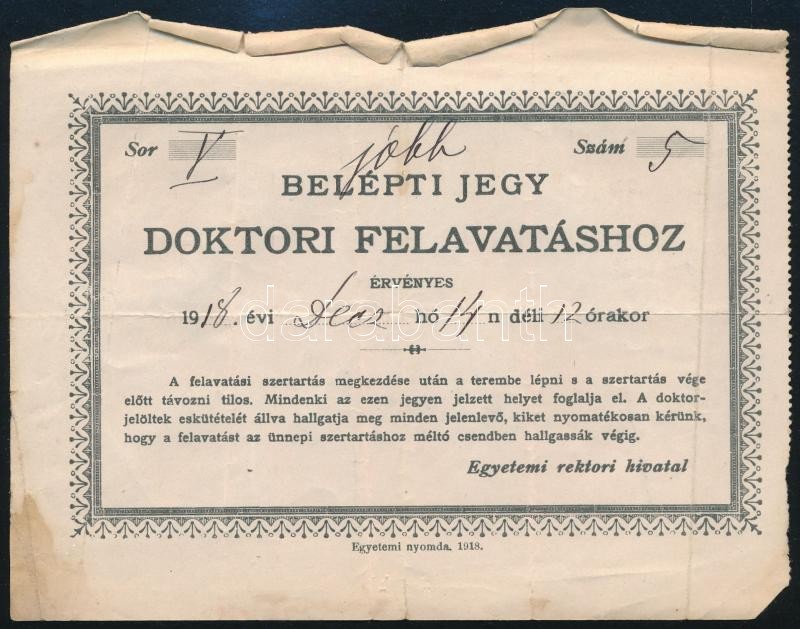 Sor V jóbb Szám 5
BELÉPTI JEGY
DOKTORI FELAVATÁSHOZ
ÉRVÉNYES
1918. évi Decz hó 14 n déli 12 órakor
darabanth
A felavatási szertartás megkezdése után a terembe lépni s a szertartás vége
előtt távozni tilos. Mindenki az ezen jegyen jelzett helyet foglalja el. A doktor-
jelöltek eskütételét állva hallgatja meg minden jelenlevő, kiket nyomatékosan kérünk,
hogy a felavatást az ünnepi szertartáshoz méltó csendben hallgassák végig.
Egyetemi rektori hivatal
Egyetemi nyomda. 1918.